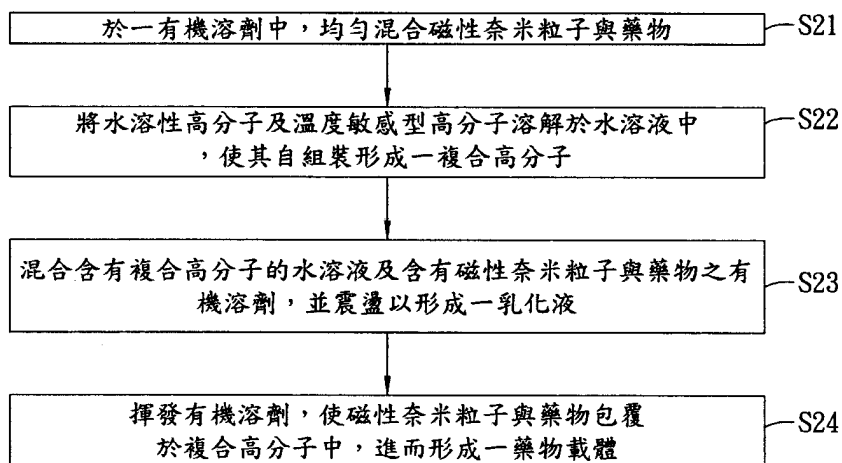 於一有機溶劑中，均勻混合磁性奈米粒子與藥物
S21
將水溶性高分子及溫度敏感型高分子溶解於水溶液中
，使其自組裝形成一複合高分子
S22
混合含有複合高分子的水溶液及含有磁性奈米粒子與藥物之有
機溶劑，並震盪以形成一乳化液
S23
揮發有機溶劑，使磁性奈米粒子與藥物包覆
於複合高分子中，進而形成一藥物載體
S24